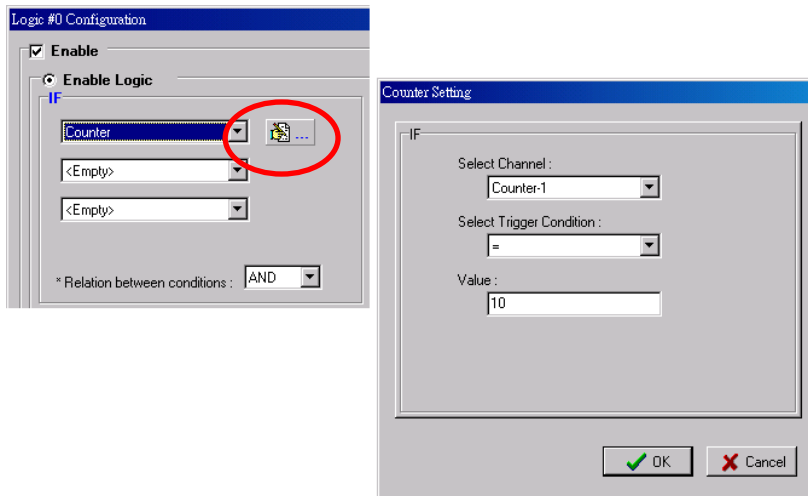 Logic #0 Configuration
Enable
Enable Logic
IF
Counter
...
<Empty>
<Empty>
* Relation between conditions : AND
Counter Setting
IF
Select Channel :
Counter-1
Select Trigger Condition :
=
Value :
10
OK Cancel